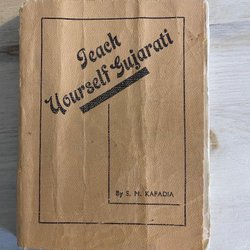 Teach
Yourself Gujarati
By S. N. KAPADIA